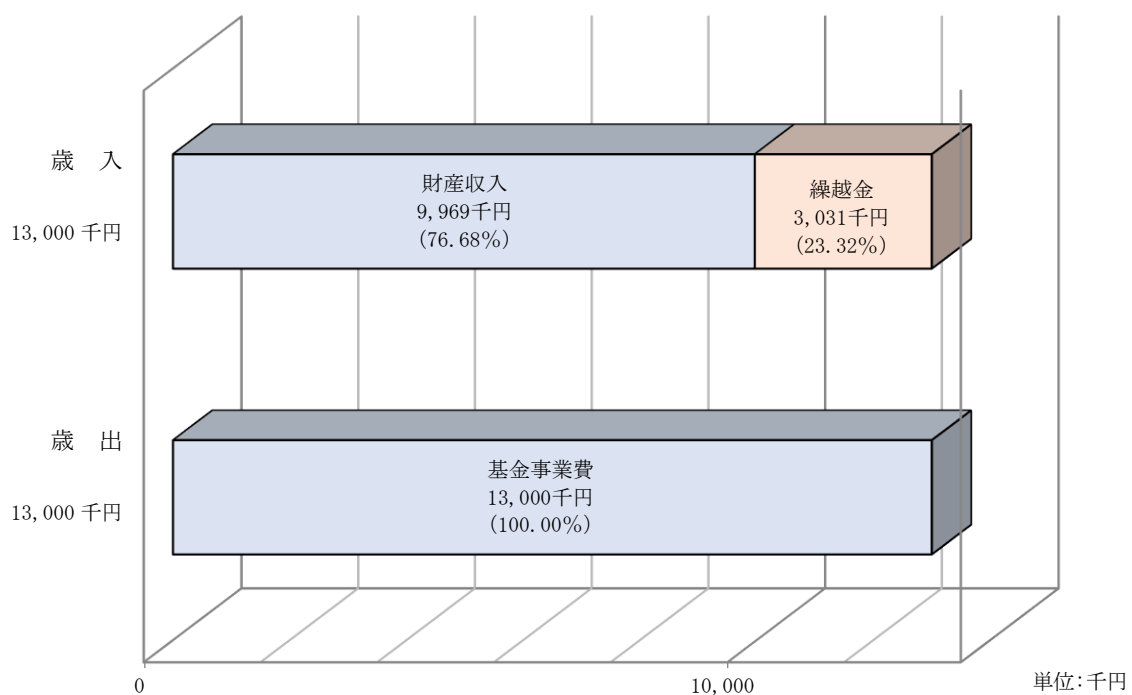 歳　入
13,000 千円
財産収入
9,969千円
(76.68%)
繰越金
3,031千円
(23.32%)
歳　出
13,000 千円
基金事業費
13,000千円
(100.00%)
0
10,000
単位:千円